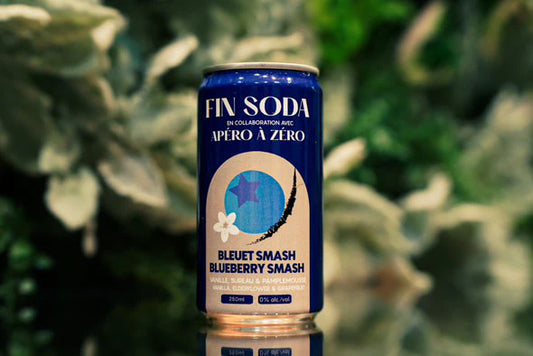 FIN SODA
EN COLLABORATION AVEC
APÉRO À ZÉRO
BLEUET SMASH
BLUEBERRY SMASH
VANILLE, SUREAU & PAMPLEMOUSSE
VANILLA, ELDERFLOWER & GRAPEFRUIT
250ml 0% alc./vol